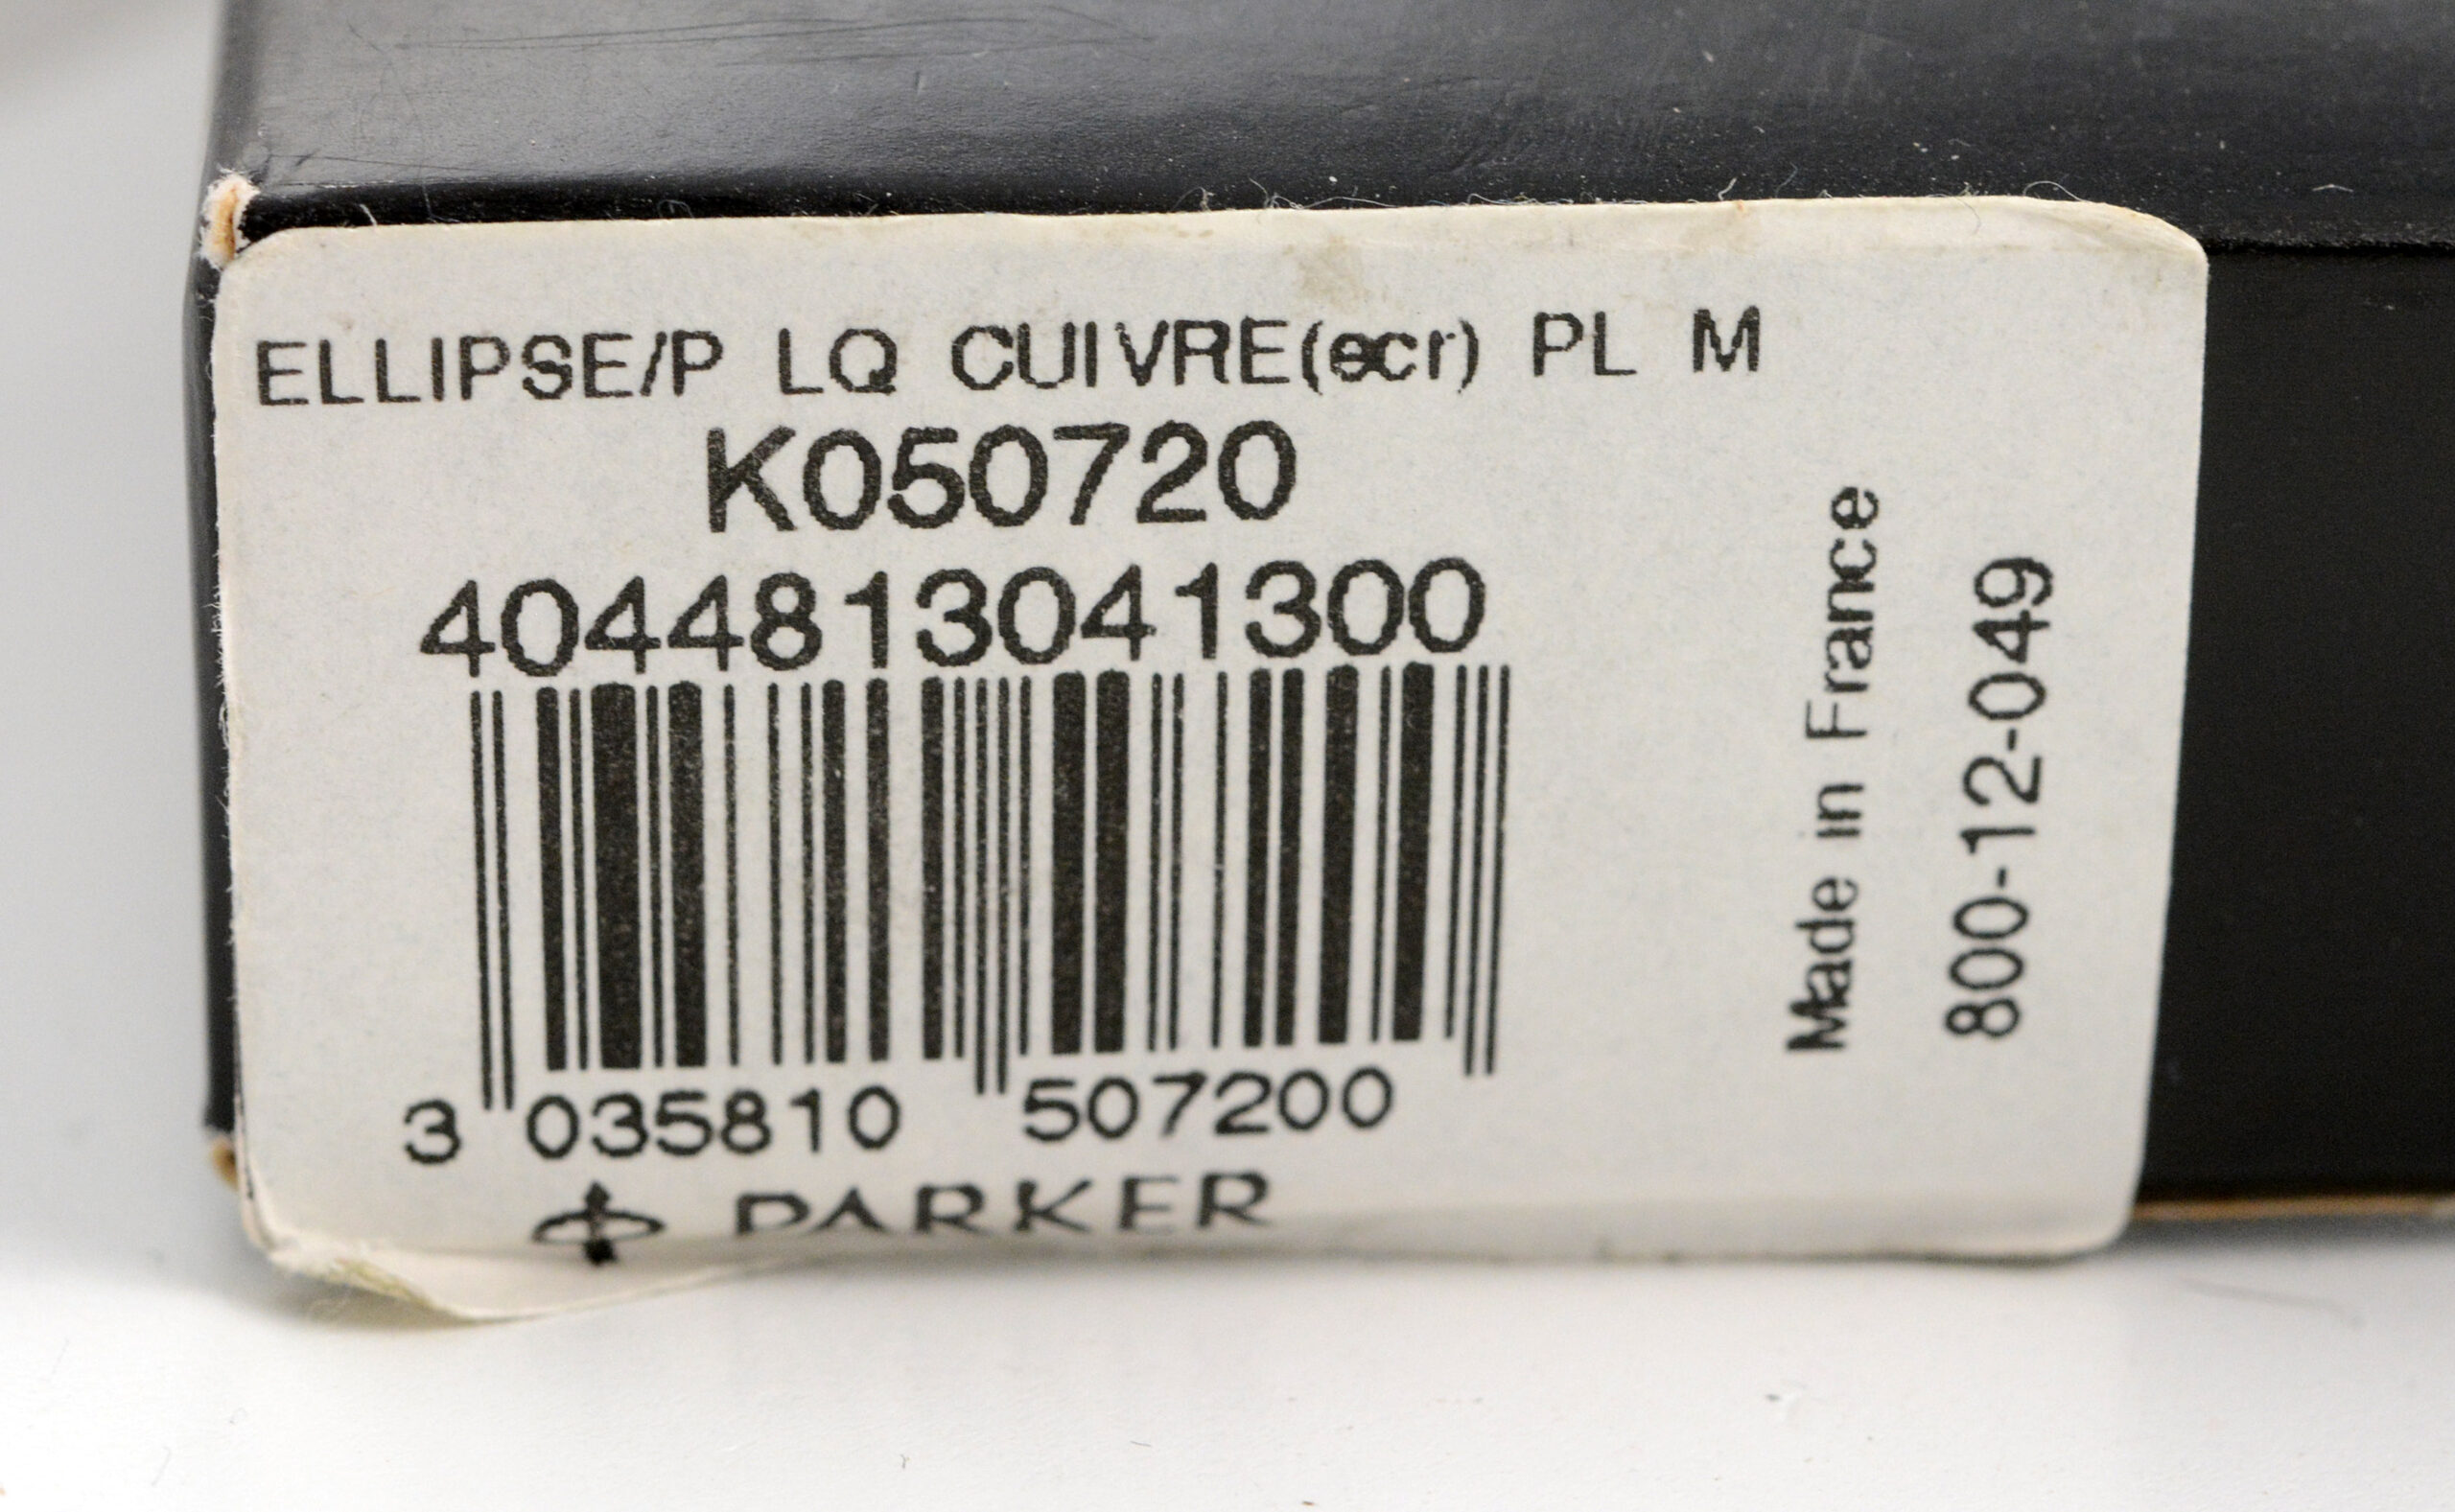 ELLIPSE/P LQ CUIVRE(ecr) PL M
K050720
4044813041300
3 035810 507200
PARKER
Made in France
800-12-049